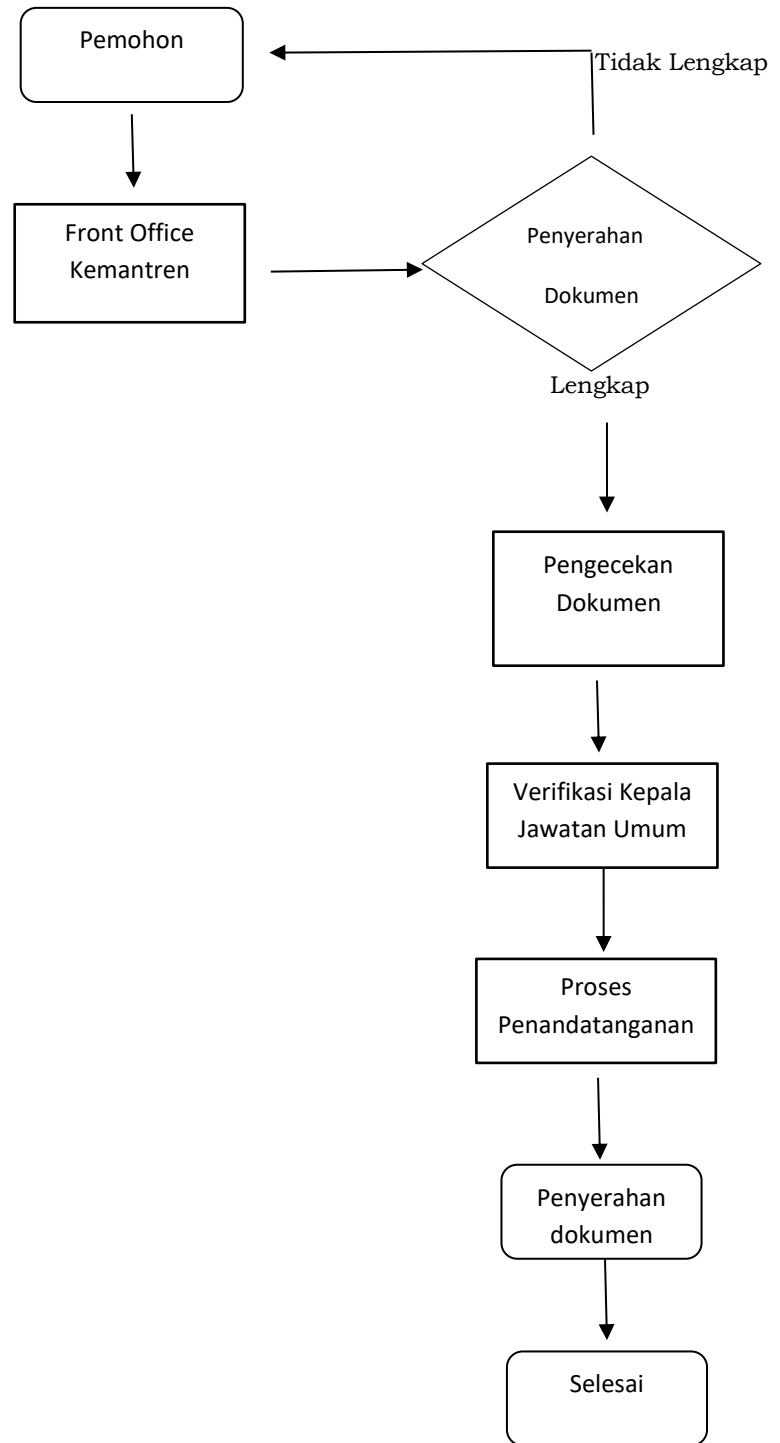 Pemohon
Tidak Lengkap
Front Office
Kemantren
Penyerahan
Dokumen
Lengkap
Pengecekan
Dokumen
Verifikasi Kepala
Jawatan Umum
Proses
Penandatanganan
Penyerahan
dokumen
Selesai